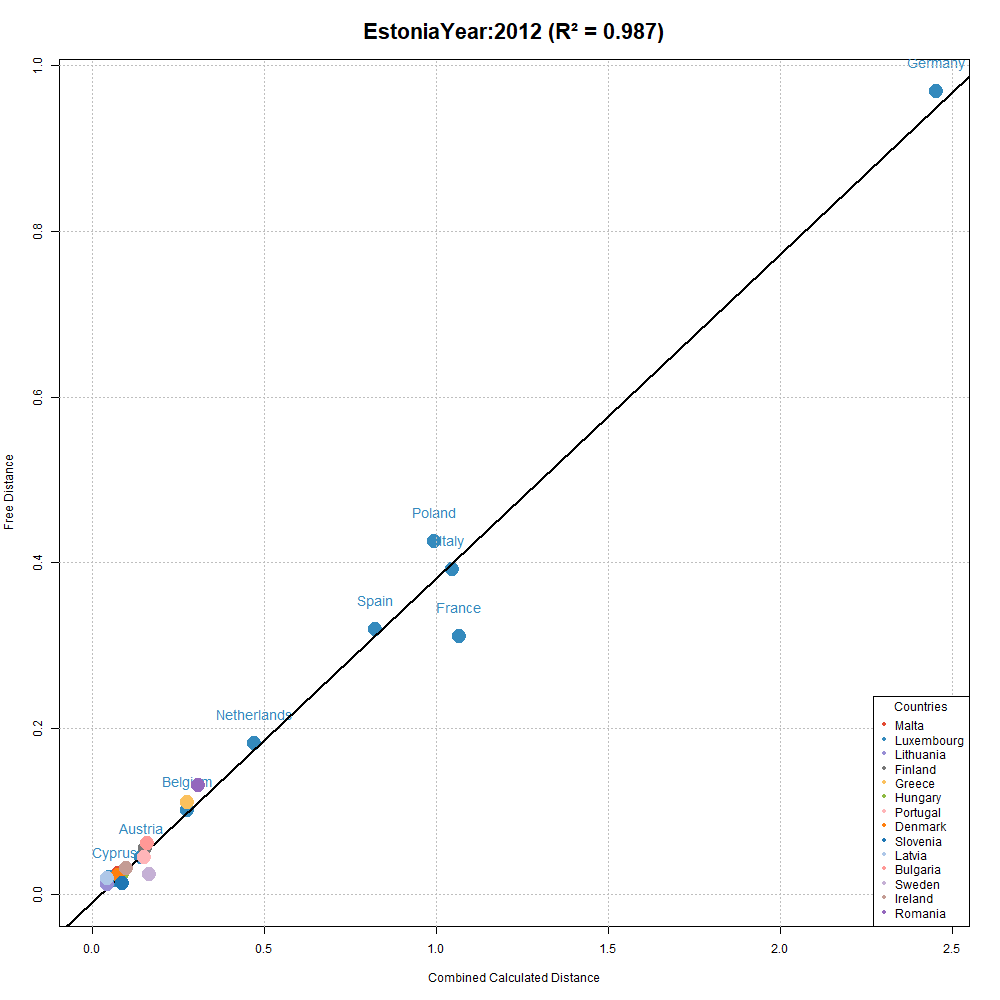 EstoniaYear:2012 (R² = 0.987)
Germany
Poland
Italy
Spain
France
Netherlands
Belgium
Austria
Cyprus
Free Distance
1.0
0.8
0.6
0.4
0.2
0.0
0.0 0.5 1.0 1.5 2.0 2.5
Combined Calculated Distance
Countries
Malta
Luxembourg
Lithuania
Finland
Greece
Hungary
Portugal
Denmark
Slovenia
Latvia
Bulgaria
Sweden
Ireland
Romania